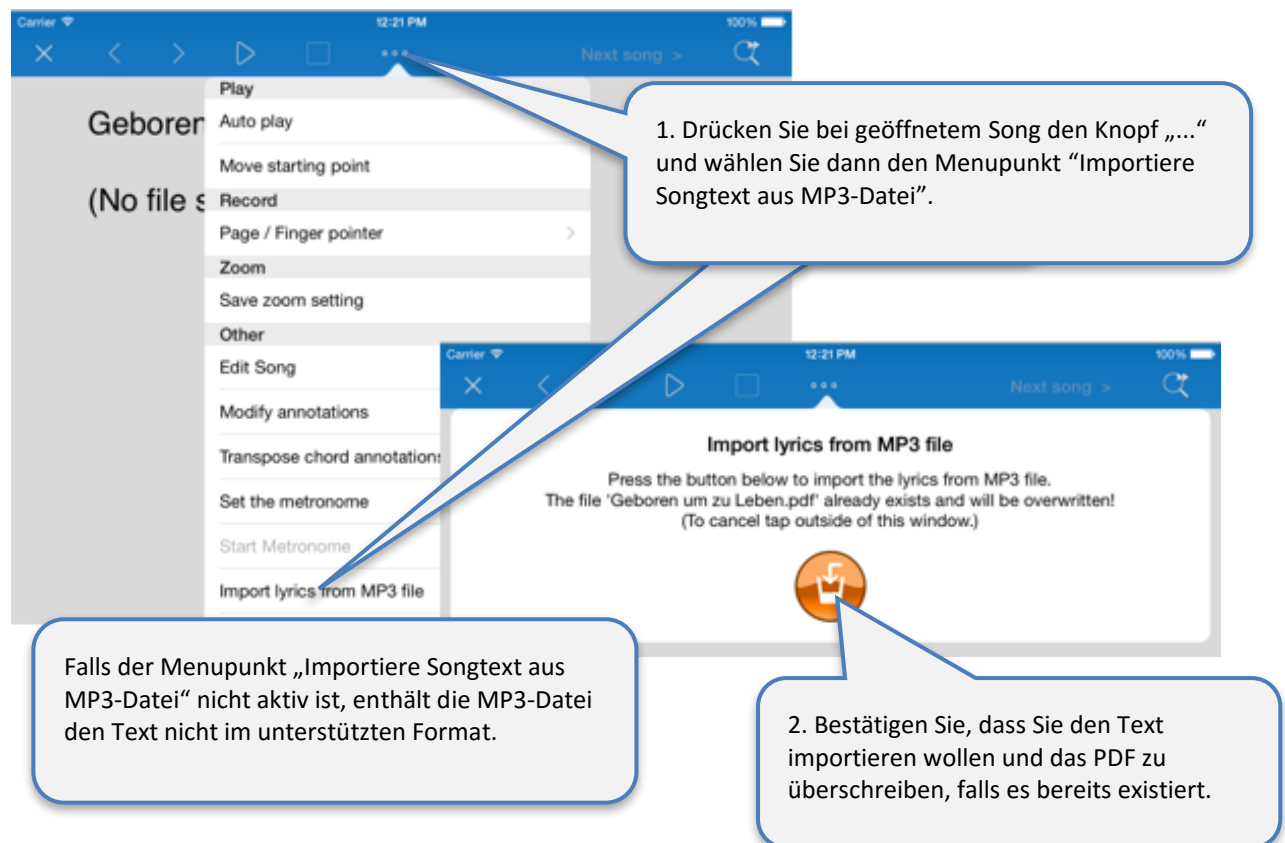 Carrier 12:21 PM 100%
Next song >
Geboren
(No file s
Play
Auto play
Move starting point
Record
Page / Finger pointer
Zoom
Save zoom setting
Other
Edit Song
Modify annotations
Transpose chord annotations
Set the metronome
Start Metronome
Import lyrics from MP3 file
1. Drücken Sie bei geöffnetem Song den Knopf „...“
und wählen Sie dann den Menupunkt “Importiere
Songtext aus MP3-Datei”.
Carrier 12:21 PM 100%
Next song >
Import lyrics from MP3 file
Press the button below to import the lyrics from MP3 file.
The file 'Geboren um zu Leben.pdf' already exists and will be overwritten!
(To cancel tap outside of this window.)
Falls der Menupunkt „Importiere Songtext aus
MP3-Datei“ nicht aktiv ist, enthält die MP3-Datei
den Text nicht im unterstützten Format.
2. Bestätigen Sie, dass Sie den Text
importieren wollen und das PDF zu
überschreiben, falls es bereits existiert.